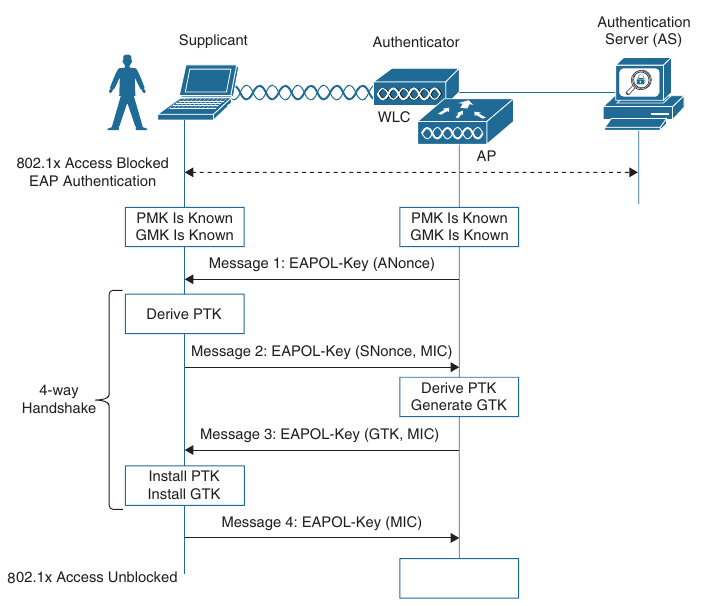 Supplicant
Authenticator
Authentication
Server (AS)
WLC
AP
802.1x Access Blocked
EAP Authentication
PMK Is Known
GMK Is Known
PMK Is Known
GMK Is Known
Message 1: EAPOL-Key (ANonce)
Derive PTK
Message 2: EAPOL-Key (SNonce, MIC)
4-way
Handshake
Derive PTK
Generate GTK
Message 3: EAPOL-Key (GTK, MIC)
Install PTK
Install GTK
Message 4: EAPOL-Key (MIC)
802.1x Access Unblocked